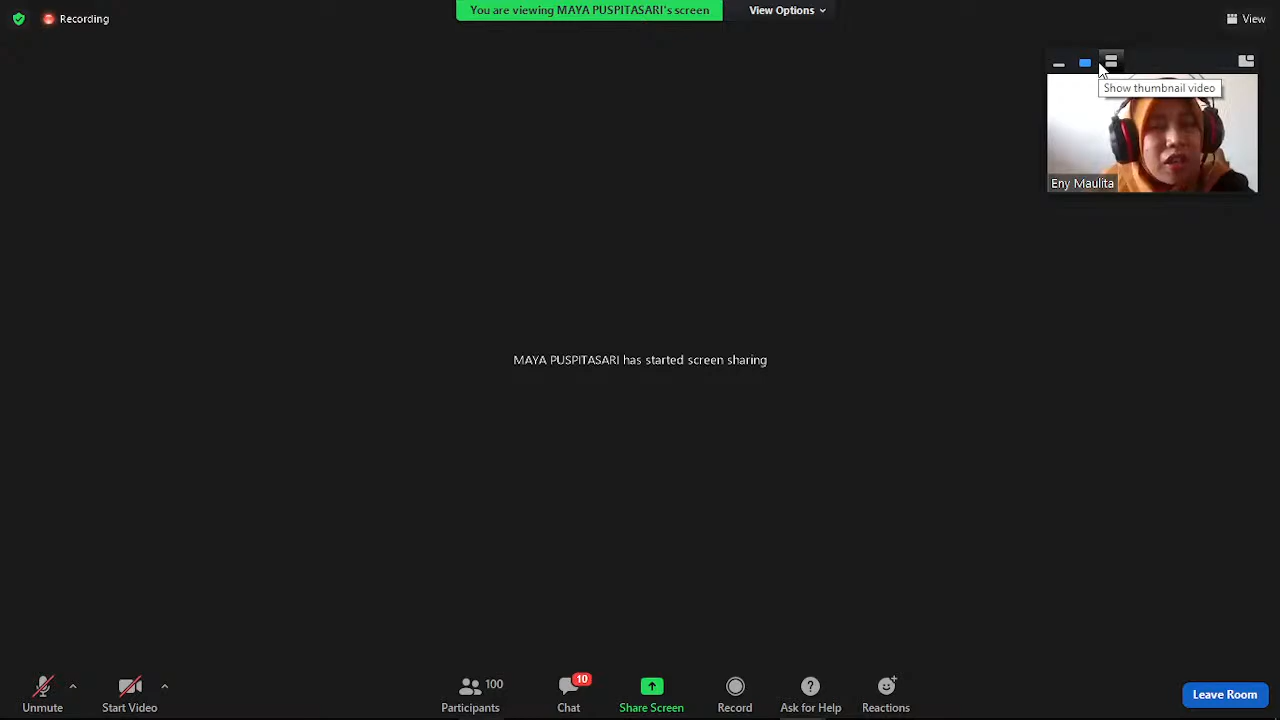 Recording
You are viewing MAYA PUSPITASARI's screen
View Options
View
Show thumbnail video
Eny Maulita
MAYA PUSPITASARI has started screen sharing
Unmute
Start Video
100
Participants
10
Chat
Share Screen
Record
Ask for Help
Reactions
Leave Room